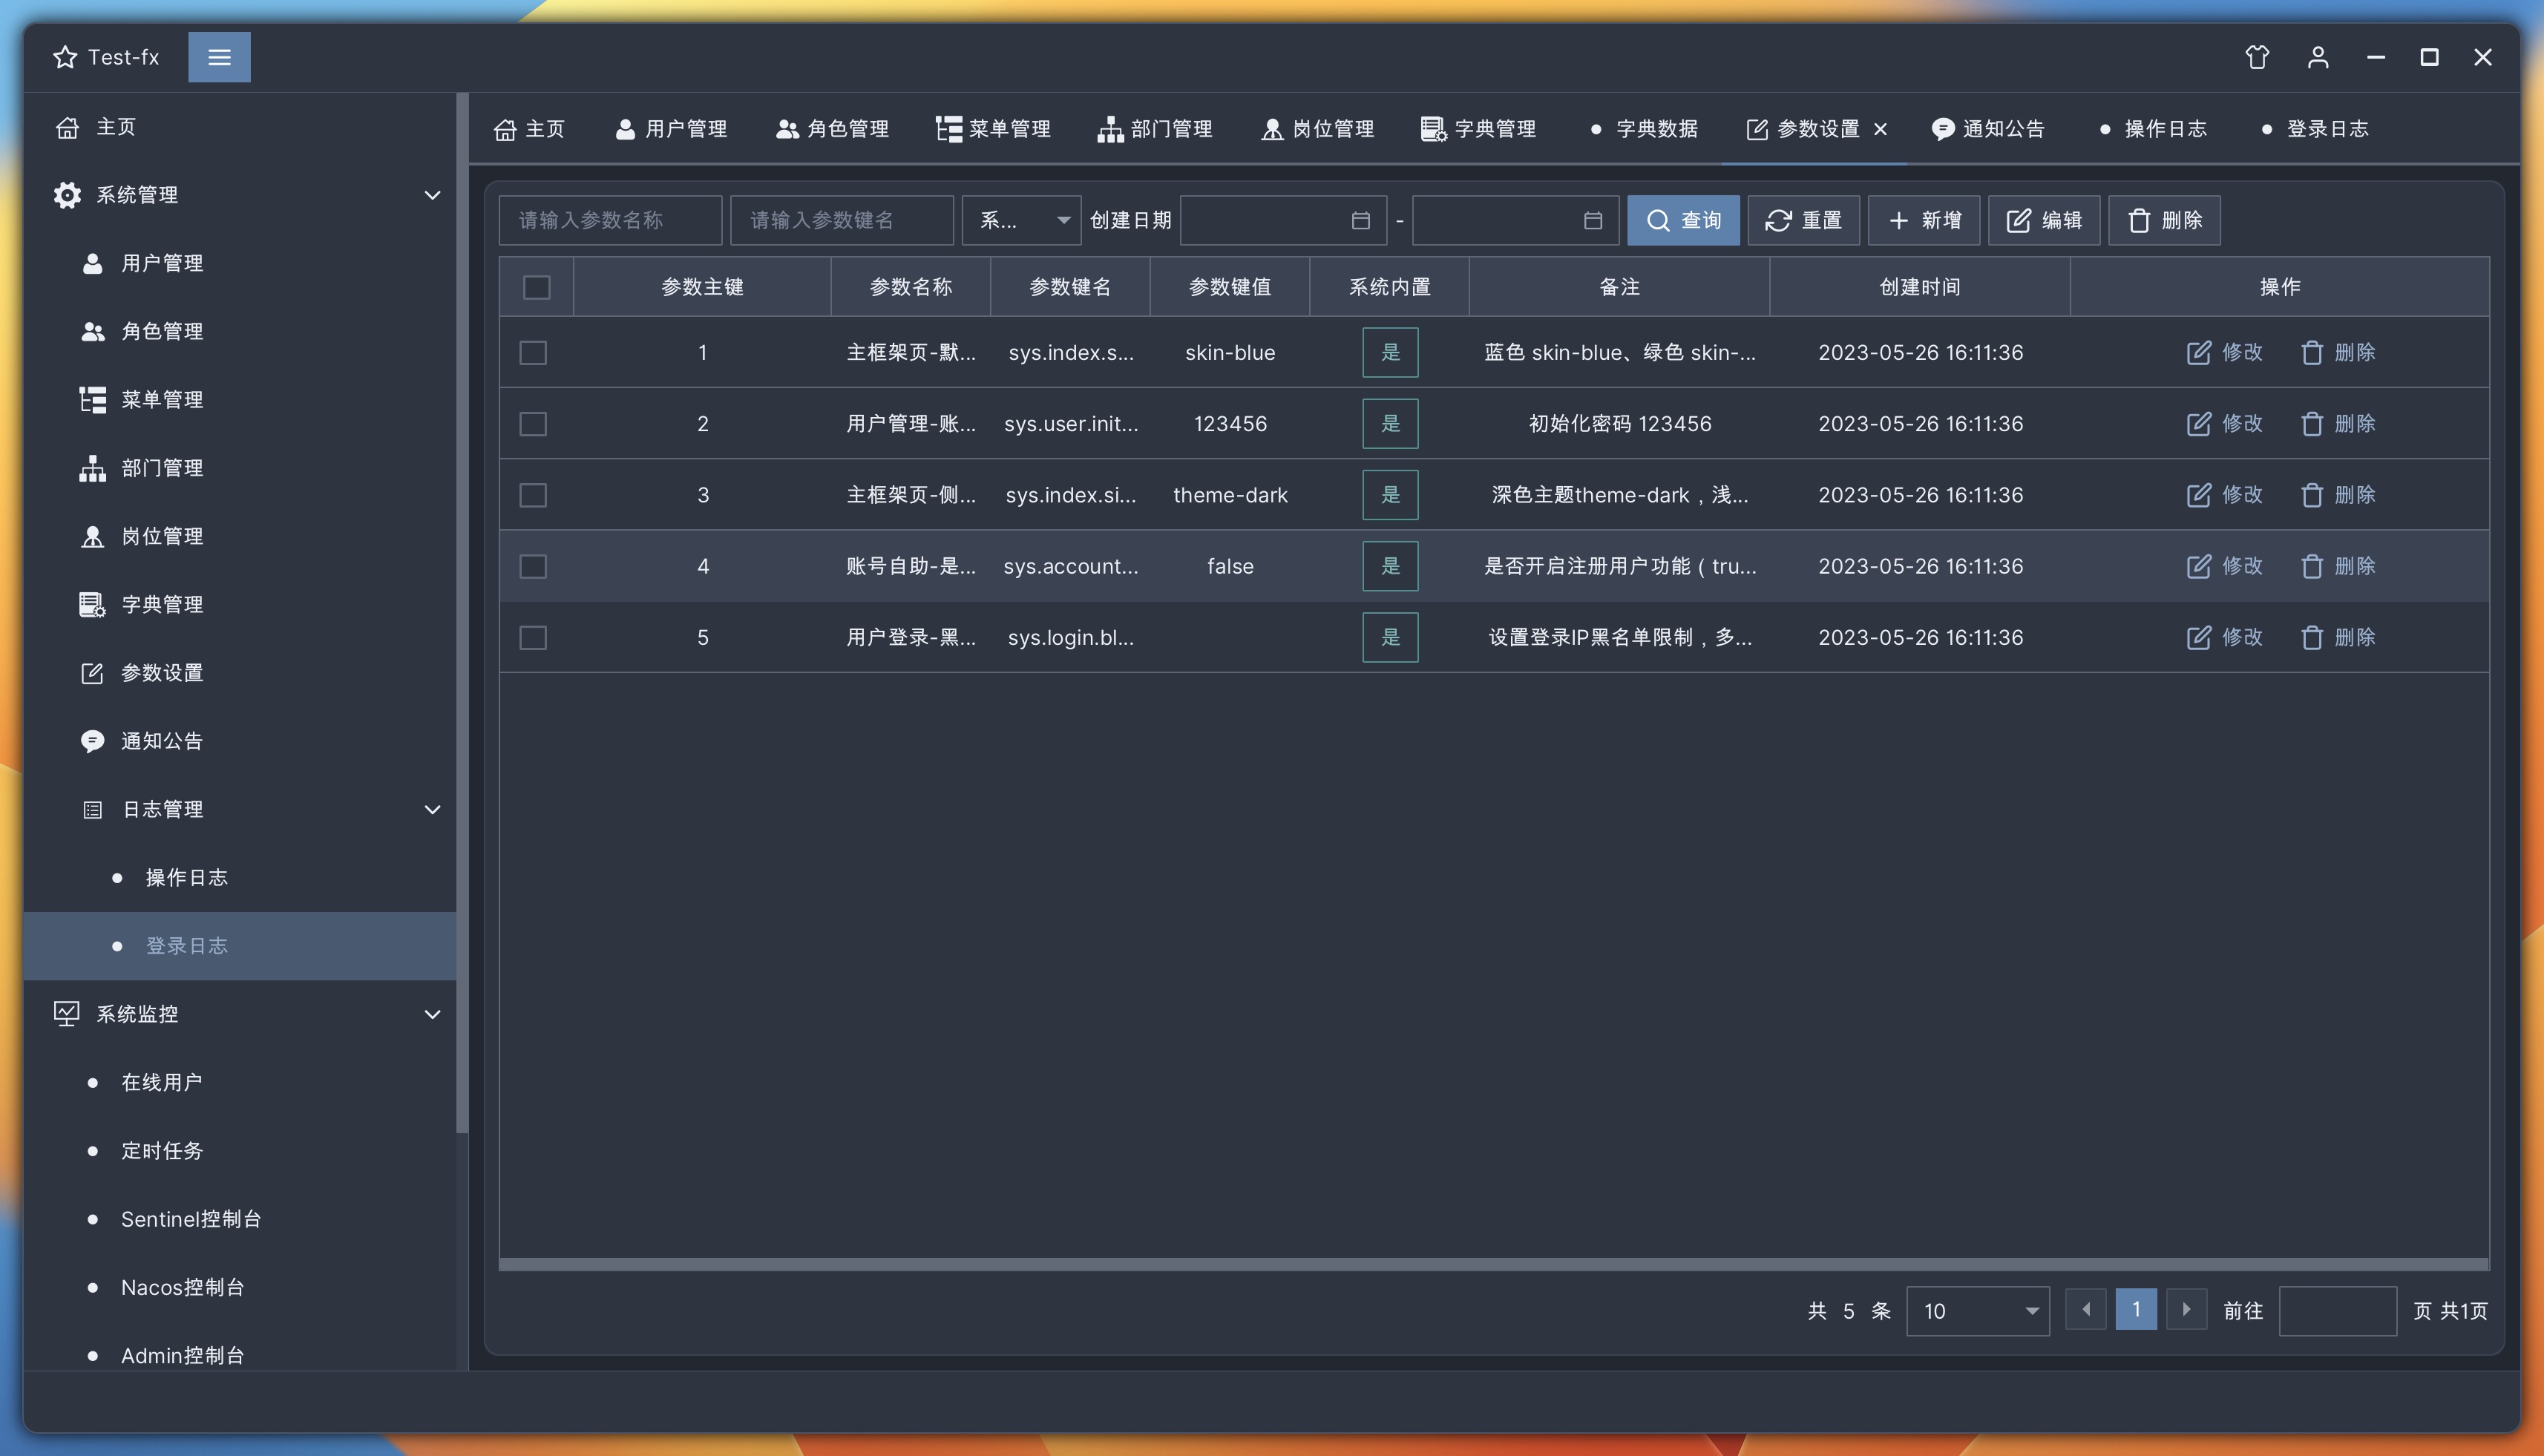 Test-fx
主页
系统管理
用户管理
角色管理
菜单管理
部门管理
岗位管理
字典管理
参数设置
通知公告
日志管理
操作日志
登录日志
系统监控
在线用户
定时任务
Sentinel控制台
Nacos控制台
Admin控制台
主页 用户管理 角色管理 菜单管理 部门管理 岗位管理 字典管理 字典数据 参数设置 通知公告 操作日志 登录日志
请输入参数名称 请输入参数键名 系... 创建日期 - 查询 重置 新增 编辑 删除
参数主键 参数名称 参数键名 参数键值 系统内置 备注 创建时间 操作
1 主框架页-默... sys.index.s... skin-blue 是 蓝色 skin-blue、绿色 skin-... 2023-05-26 16:11:36 修改 删除
2 用户管理-账... sys.user.init... 123456 是 初始化密码 123456 2023-05-26 16:11:36 修改 删除
3 主框架页-侧... sys.index.si... theme-dark 是 深色主题theme-dark，浅... 2023-05-26 16:11:36 修改 删除
4 账号自助-是... sys.account... false 是 是否开启注册用户功能（tru... 2023-05-26 16:11:36 修改 删除
5 用户登录-黑... sys.login.bl... 是 设置登录IP黑名单限制，多... 2023-05-26 16:11:36 修改 删除
共 5 条 10 1 前往 页 共1页